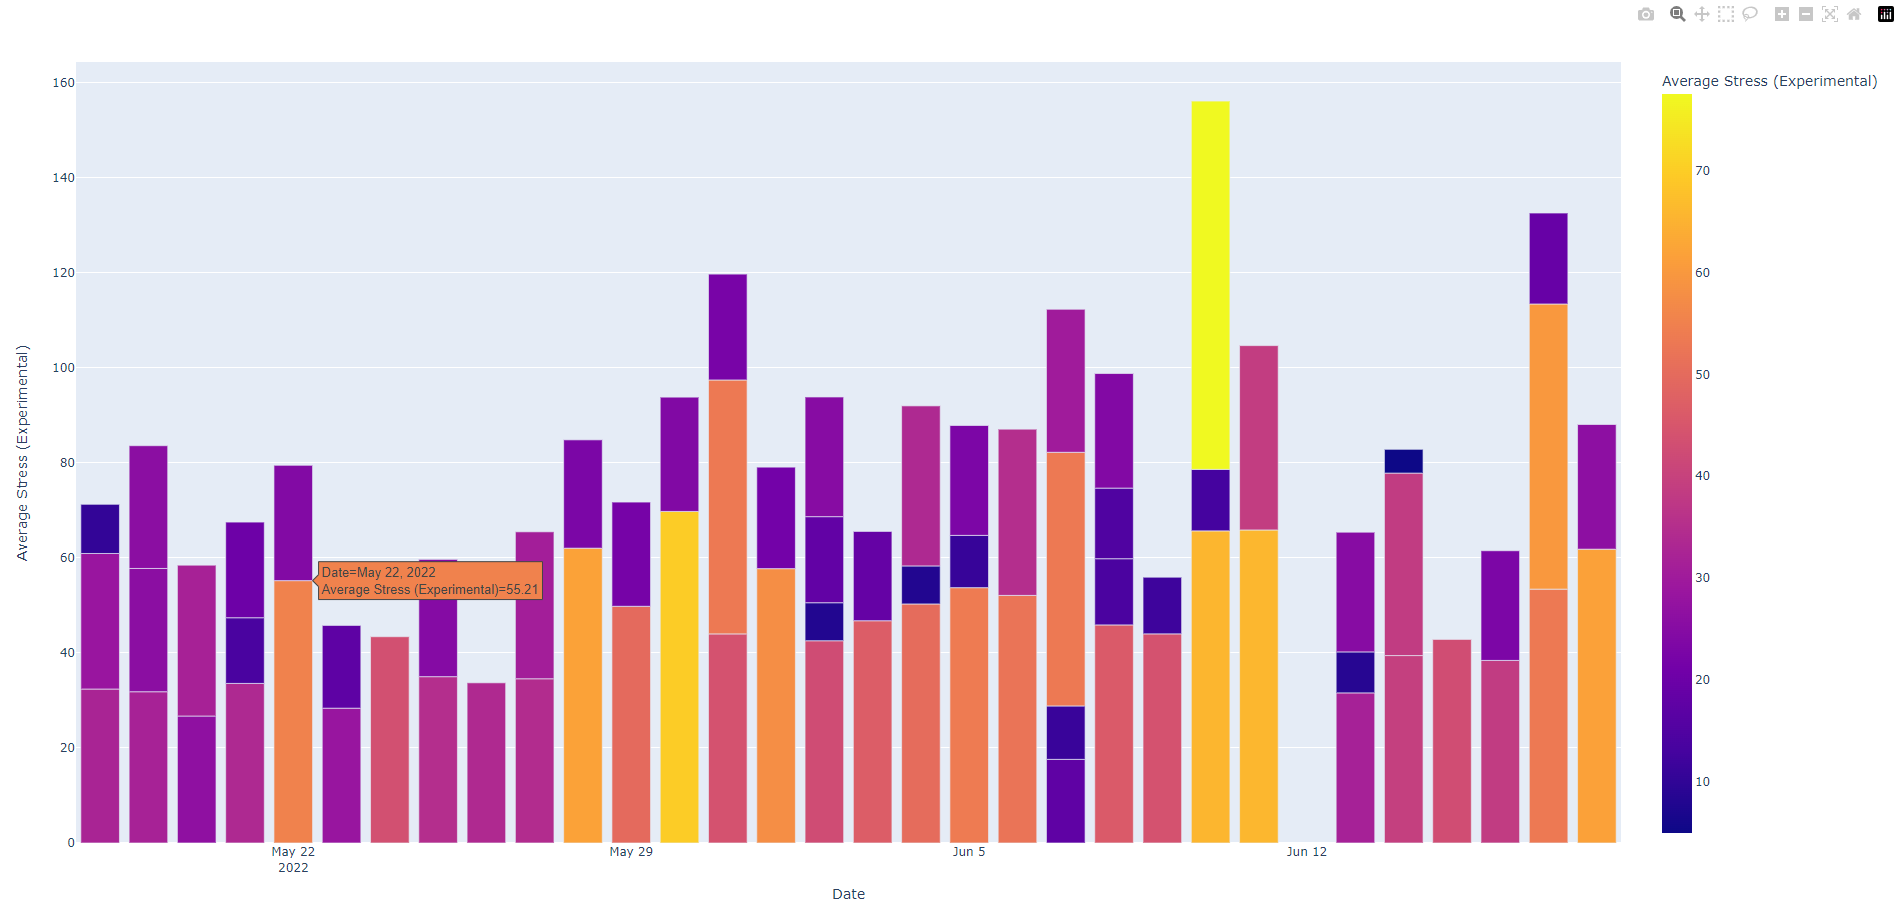 Average Stress (Experimental)
160
140
120
100
80
60
40
20
0
Average Stress (Experimental)
Date=May 22, 2022
Average Stress (Experimental)=55.21
70
60
50
40
30
20
10
May 22
2022
May 29
Jun 5
Jun 12
Date